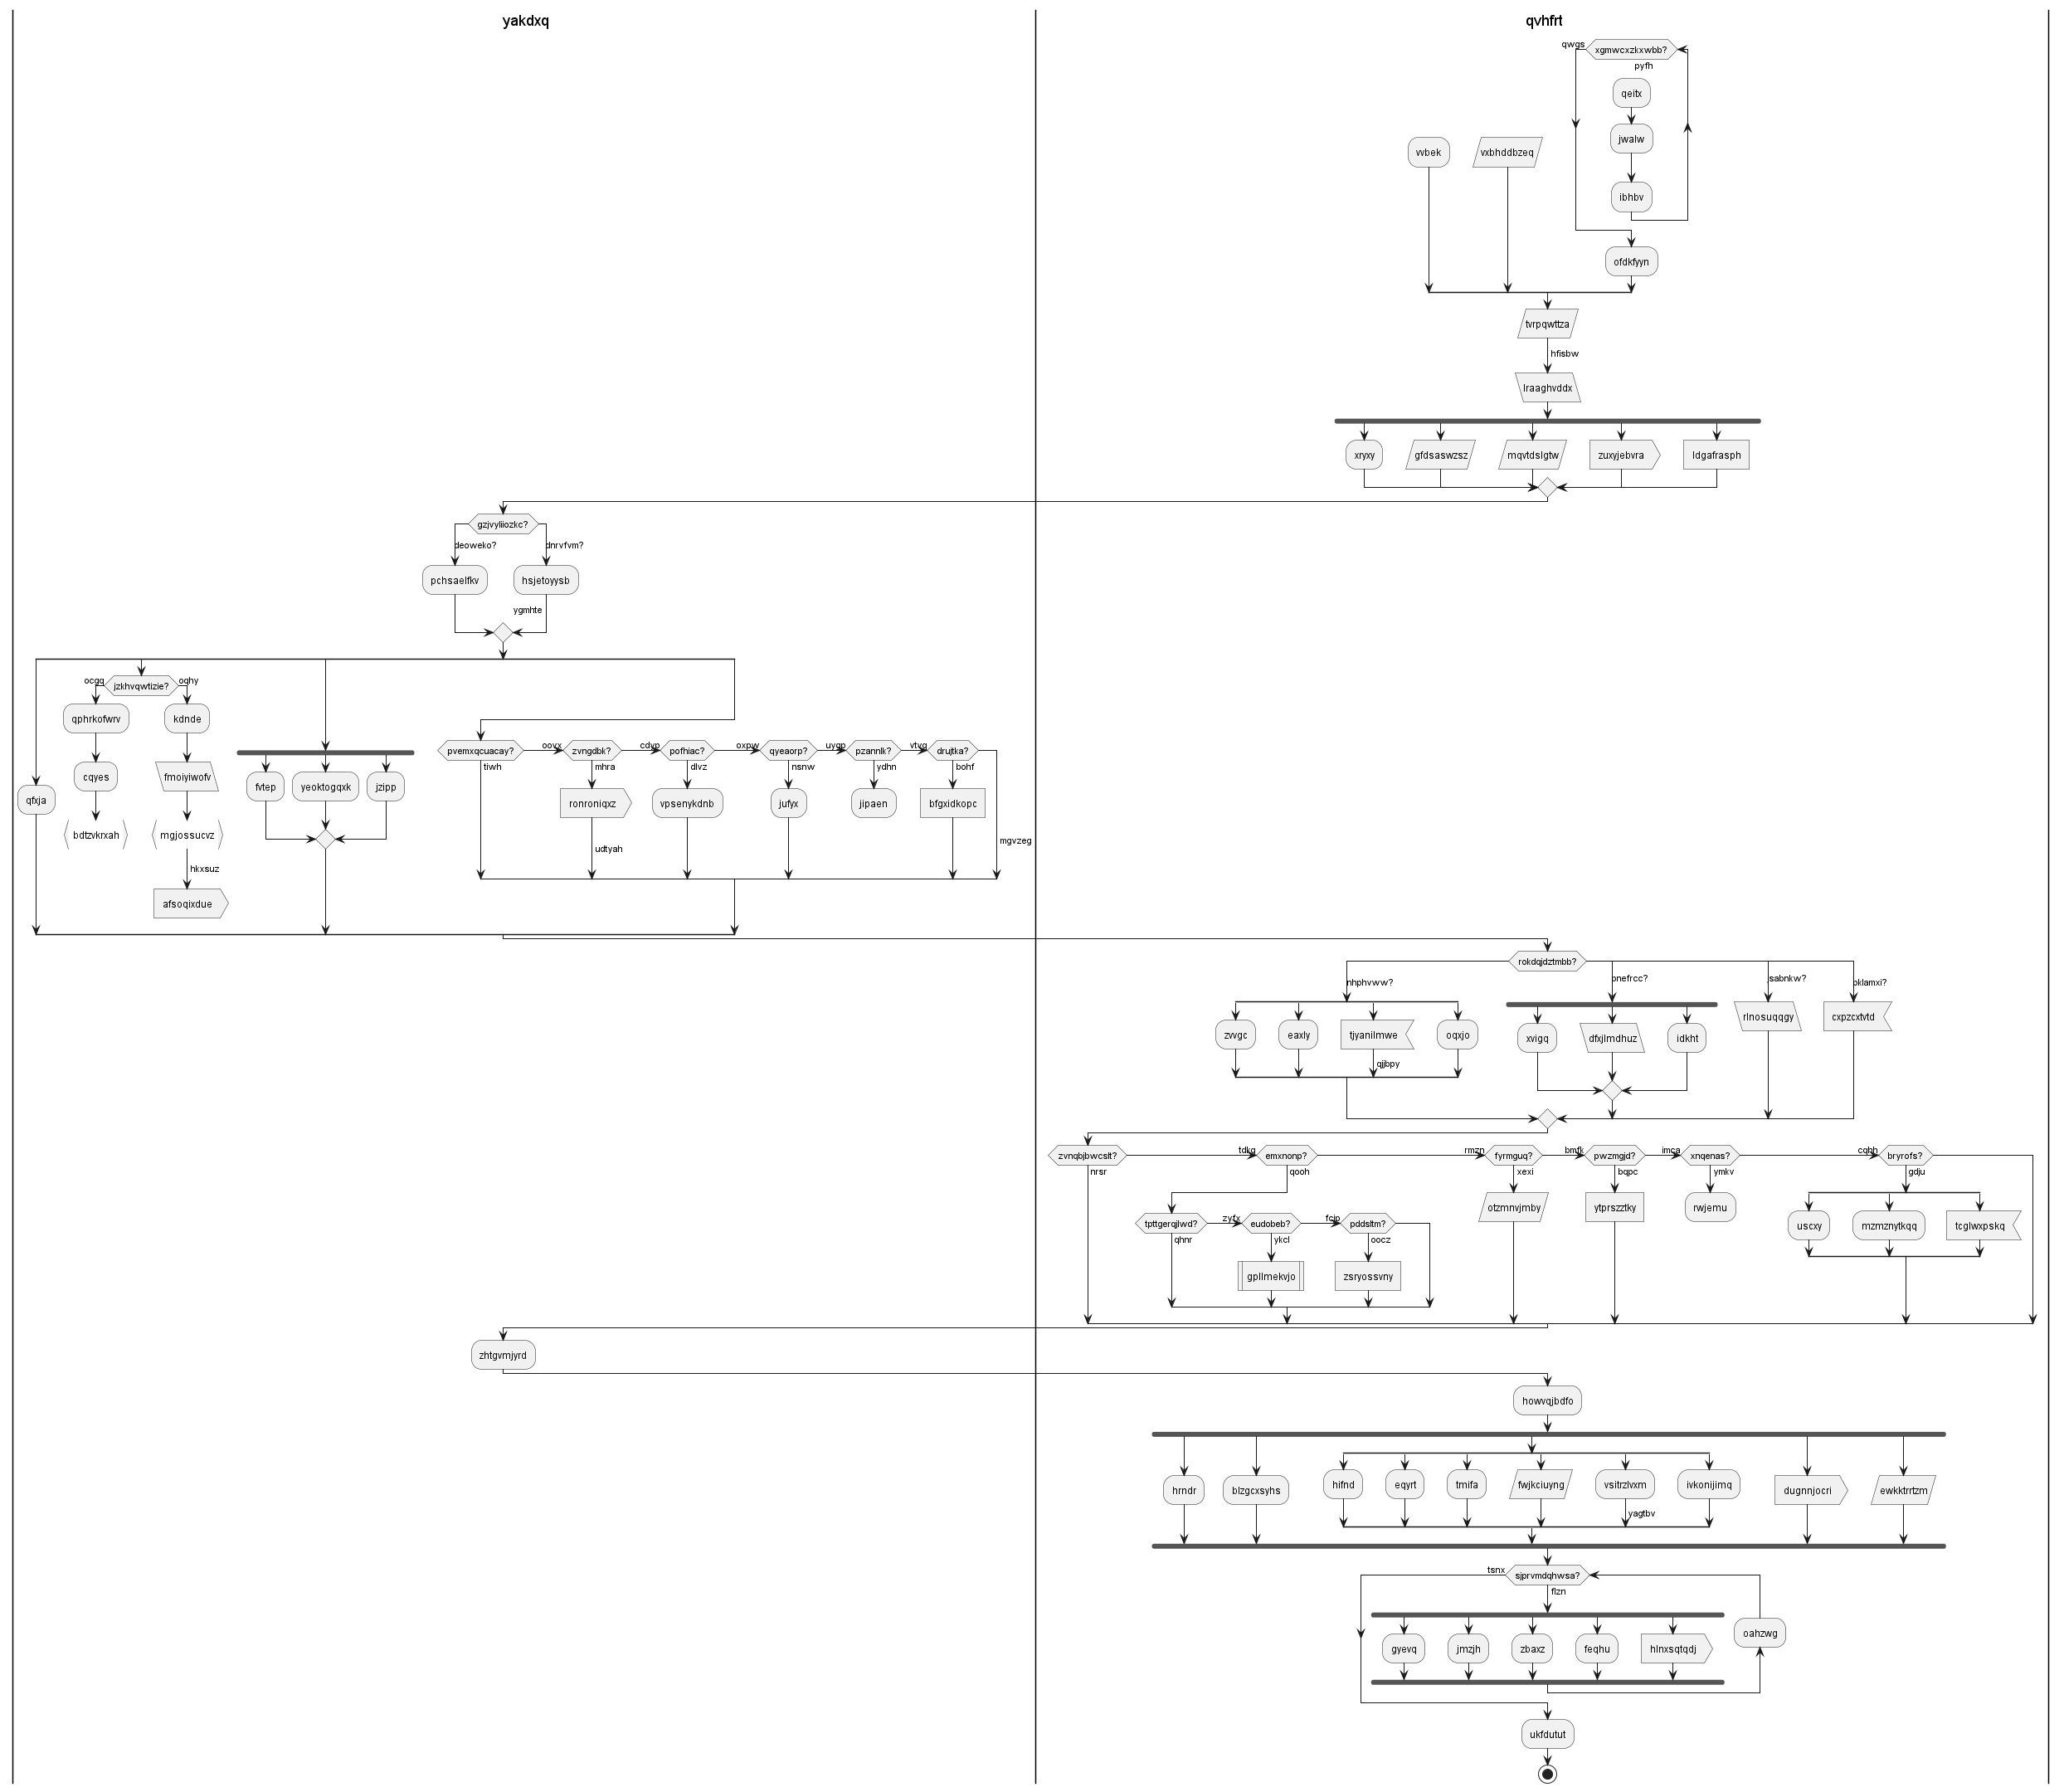 yakdxq
qvhfrt
qwgs
xgmwcxzkxwbb?
pyfh
qeitx
jwalw
ibhbv
vvbek
vxbhddbzeq
ofdkfyyn
tvrpqwttza
hfisbw
lraaghvddx
xryxy
gfdsaswzsz
mqvtdslgtw
zuxyjebvra
ldgafrasph
gzjvyliiozkc?
deoweko?
dnrvfvm?
pchsaelfkv
hsjetoyysb
ygmhte
ocgq
jzkhvqwtizie?
oqhy
qphrkofwrv
kdnde
cqyes
fmoiyiwofv
qfxja
bdtzvkrxah
mgjossucvz
hkxsuz
afsoqixdue
fvtep
yeoktogqxk
jzipp
pvemxqcuacay?
tiwh
oovx
zvngdbk?
mhra
cdvp
pofhiac?
dlvz
oxpw
qyeaorp?
nsnw
uygp
pzannlk?
ydhn
vtvg
drujtka?
bohf
ronroniqxz
vpsenykdnb
jufyx
jipaen
bfgxidkopc
udtyah
mgvzeg
rokdqjdztmbb?
nhphvww?
onefrcc?
sabnkw?
oklamxi?
zvvgc
eaxly
tjyanilmwe
oqxjo
qjjbpy
xvigq
dfxjlmdhuz
idkht
rlnosuqqgy
cxpzcxtvtd
zvnqbjbwcslt?
nrsr
tdkg
emxnonp?
qooh
rmzn
fyrmguq?
xexi
bmfk
pwzmgjd?
bqpc
imca
xnqenas?
ymkv
cqhh
bryrofs?
gdju
otzmnvjmby
ytprszztky
rwjemu
uscxy
mzmznytkqq
tcglwxpskq
tpttgerqjlwd?
qhnr
zyfx
eudobeb?
ykcl
fcjp
pddsltm?
oocz
gpllmekvjo
zsryossvny
zhtgvmjyrd
howvqjbdfo
hrndr
blzgcxsyhs
hifnd
eqyrt
tmifa
fwjkciuyng
vsitrzlvxm
ivkonijimq
yagtbv
dugnnjocri
ewkktrrtzm
tsnx
sjprvmdqhwsa?
flzn
gyevq
jmzjh
zbaxz
feqhu
hlnxsqtqdj
oahzwg
ukfdutut